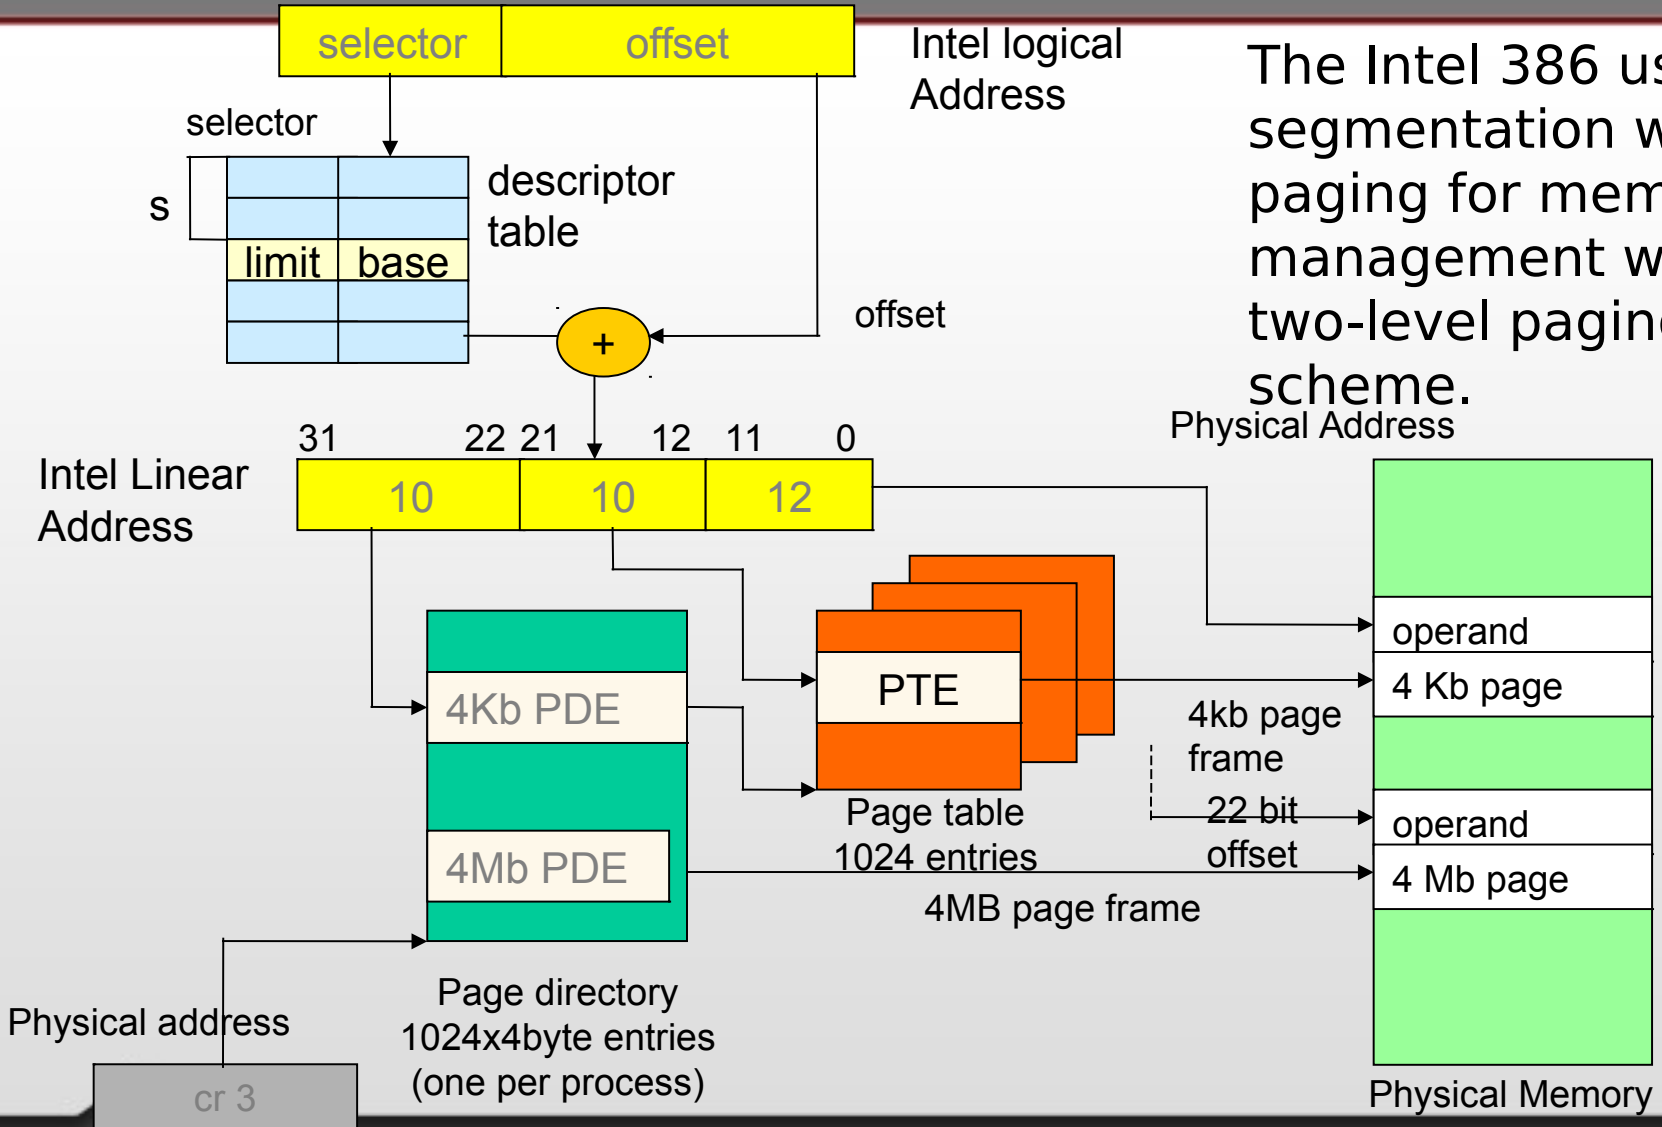 selector offset
Intel logical
Address
The Intel 386
segmentation
paging for
management
two-level
scheme.
selector
s
descriptor
table
limit base
+
offset
31 22 21 12 11 0
Intel Linear
Address
10 10 12
Physical Address
operand
4 Kb page
operand
4 Mb page
4Kb PDE
4Mb PDE
PTE
4kb page
frame
22 bit
offset
Page table
1024 entries
4MB page frame
Page directory
1024x4byte entries
(one per process)
Physical address
cr 3
Physical Memory